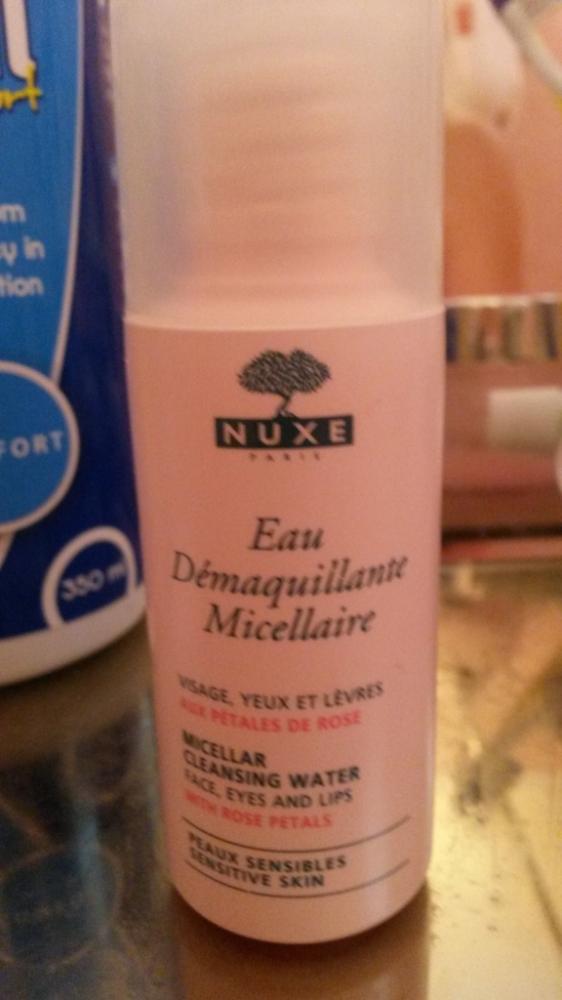 NUXE
PARIS
Eau
Démaquillante
Micellaire
VISAGE, YEUX ET LÈVRES
AUX PÉTALES DE ROSE
MICELLAR
CLEANSING WATER
FACE, EYES AND LIPS
WITH ROSE PETALS
PEAUX SENSIBLES
SENSITIVE SKIN
in
FORT
350 m